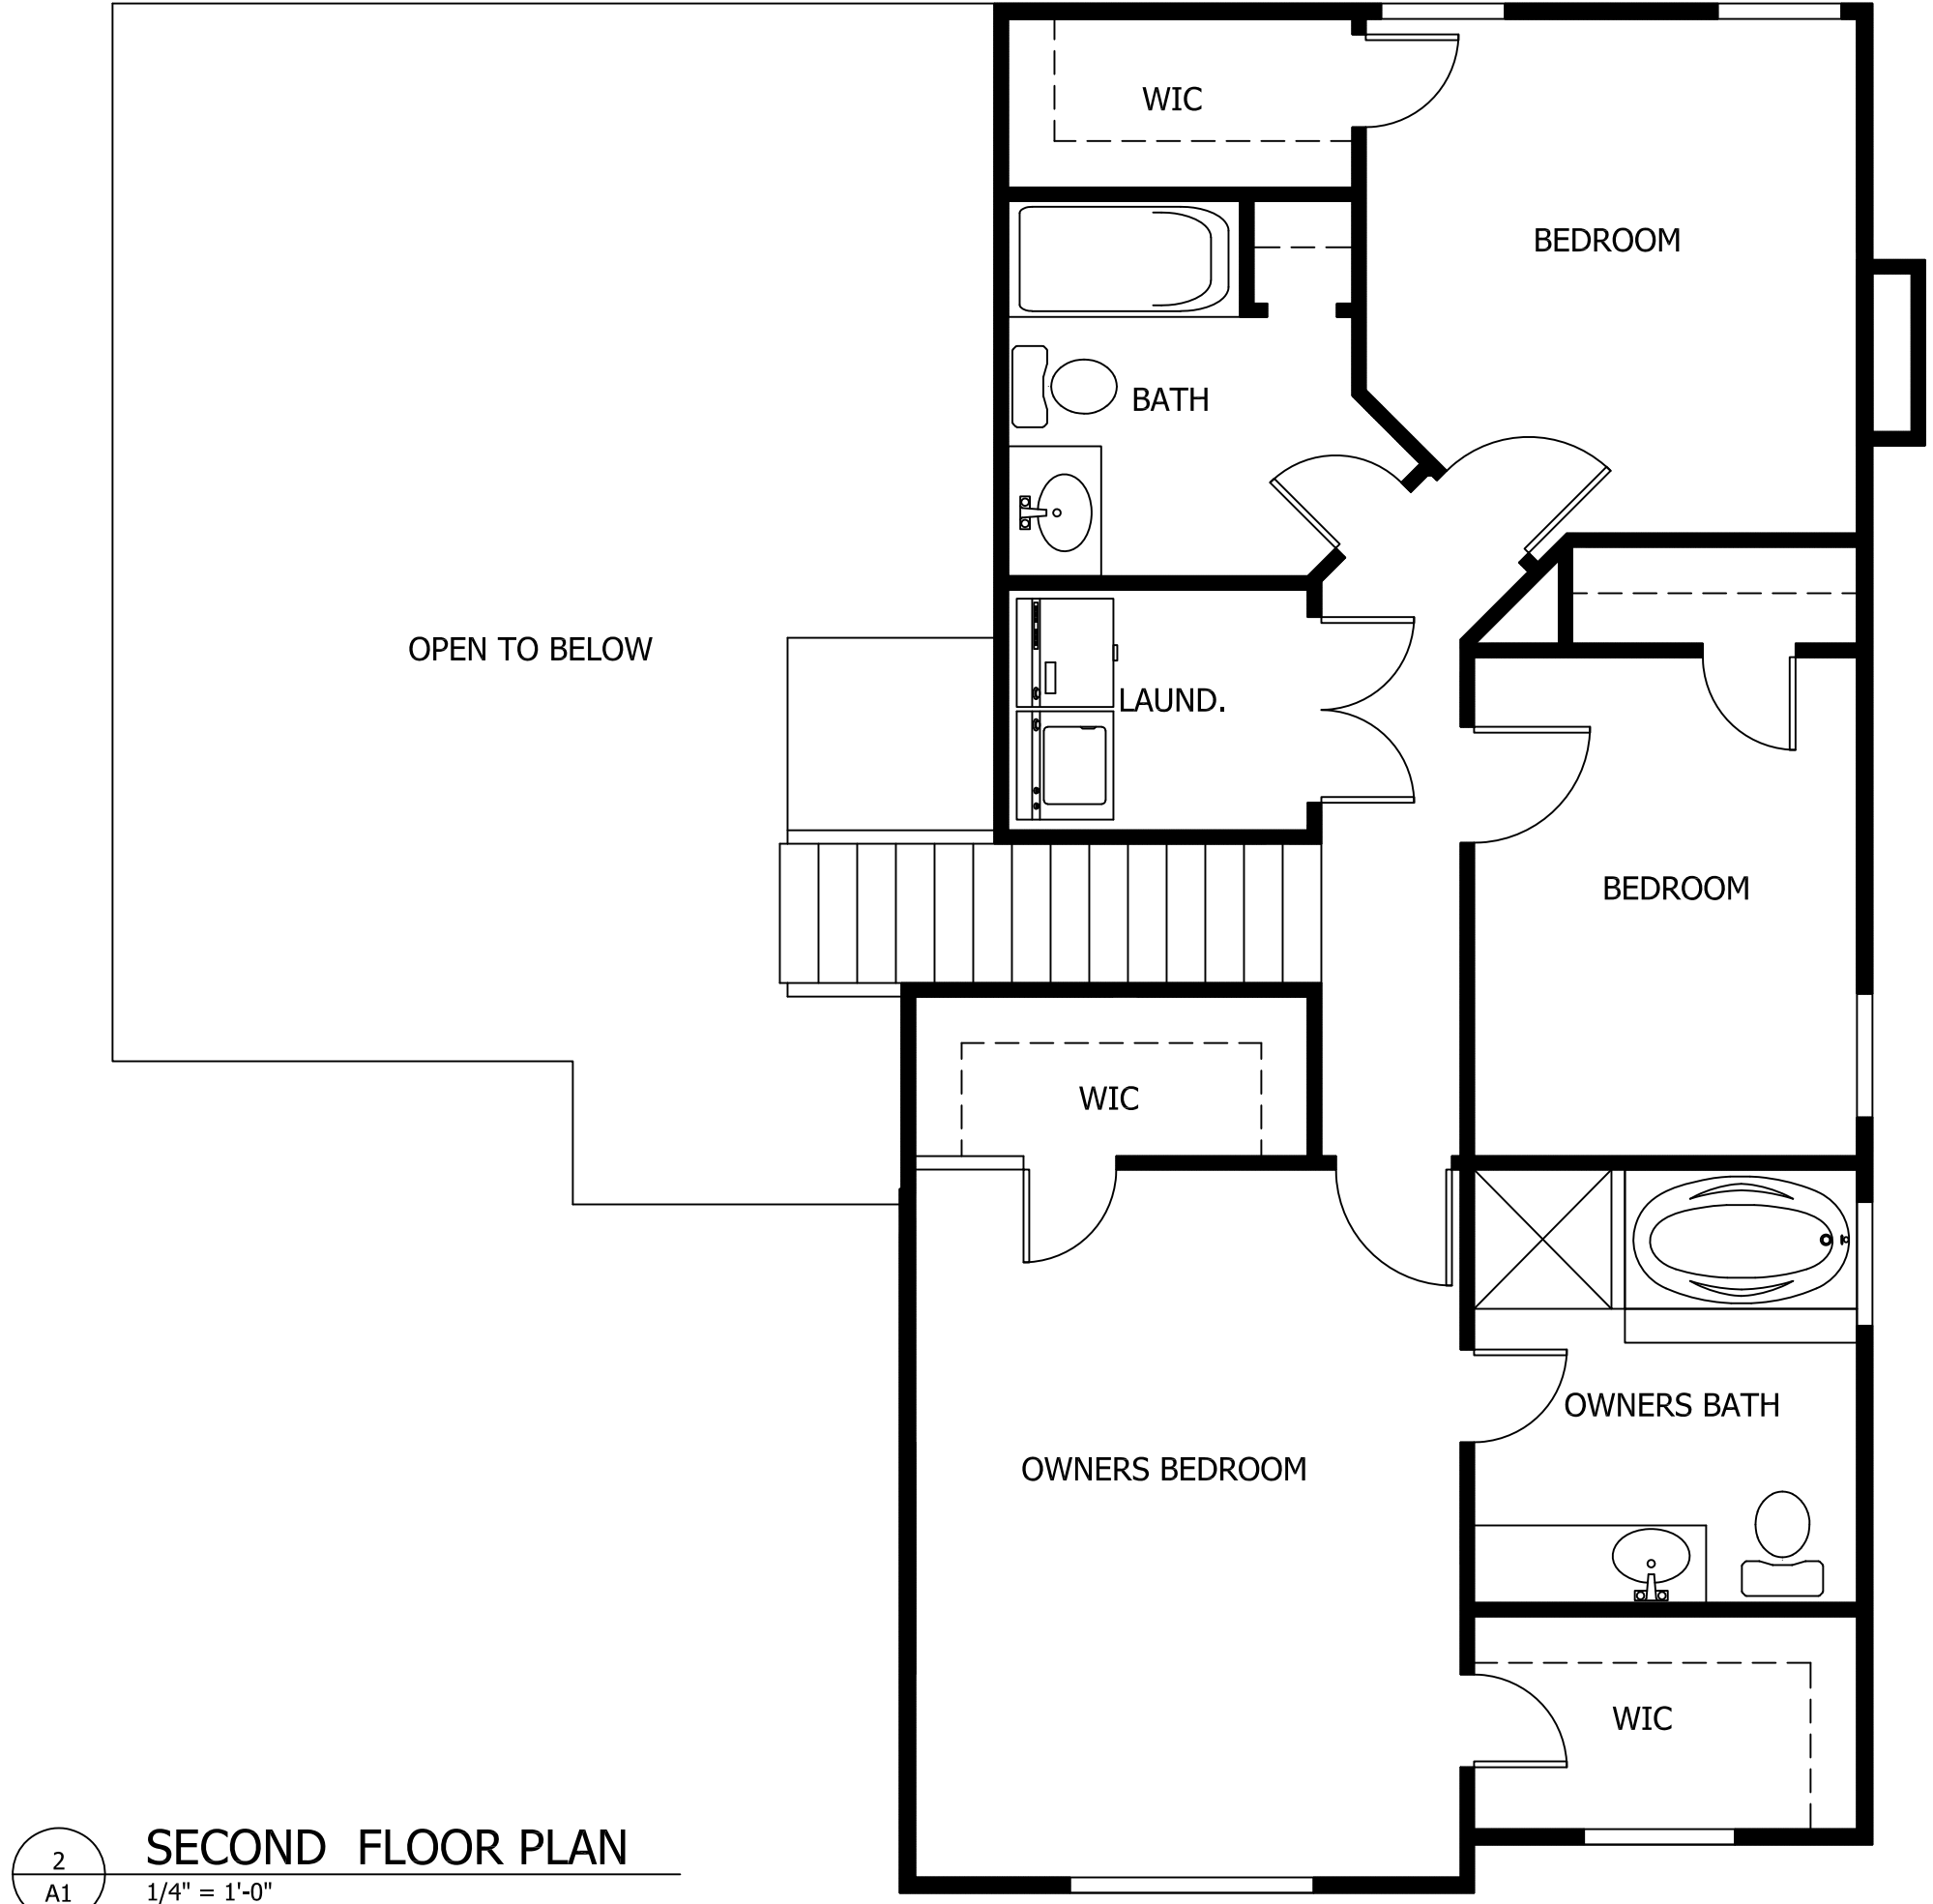 WIC
BEDROOM
BATH
OPEN TO BELOW
LAUND.
BEDROOM
WIC
OWNERS BATH
OWNERS BEDROOM
WIC
2
A1
SECOND FLOOR PLAN
1/4" = 1'-0"